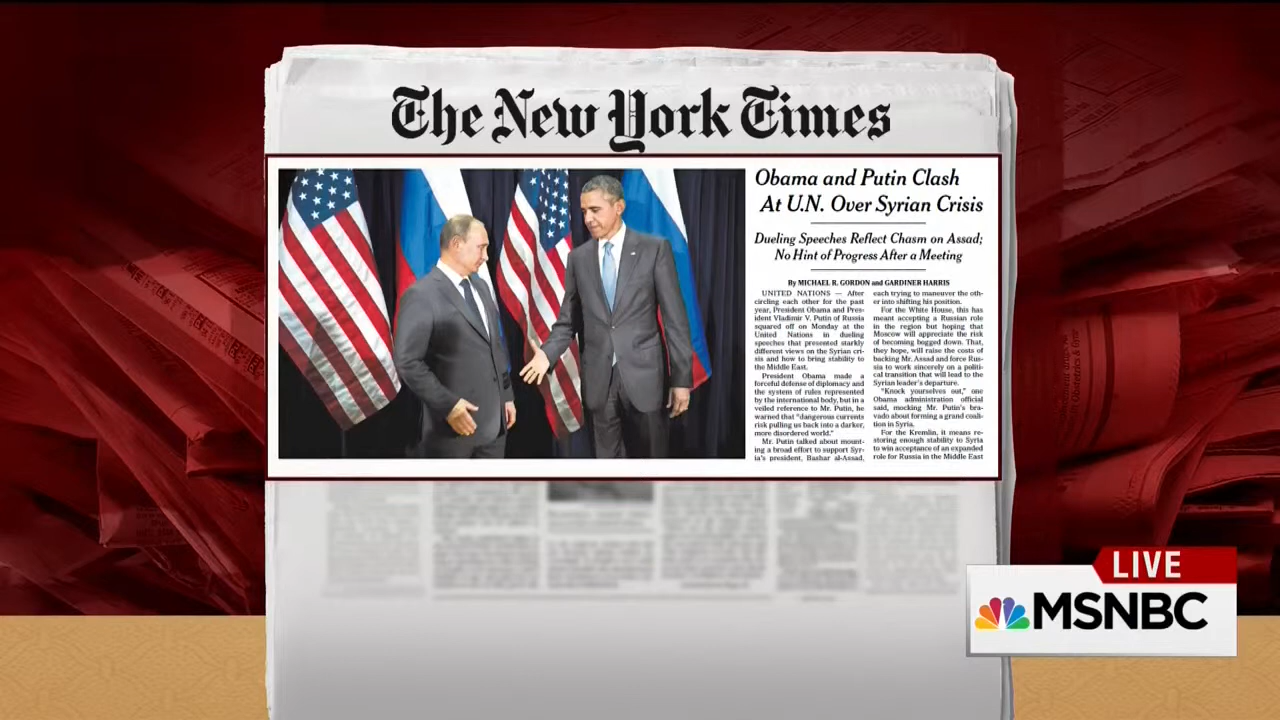 The New York Times
Obama and Putin Clash
At U.N. Over Syrian Crisis
Dueling Speeches Reflect Chasm on Assad;
No Hint of Progress After a Meeting
By MICHAEL R. GORDON and GARDINER HARRIS
UNITED NATIONS — After
circling each other for the past
year, President Obama and Pres-
ident Vladimir V. Putin of Russia
squared off on Monday at the
United Nations in dueling
speeches that presented starkly
different views on the Syrian cri-
sis and how to bring stability to
the Middle East.
President Obama made a
forceful defense of diplomacy and
the system of rules represented
by the international body, but in a
veiled reference to Mr. Putin, he
warned that “dangerous currents
risk pulling us back into a darker,
more disordered world.”
Mr. Putin talked about mount-
ing a broad effort to support Syr-
ia’s president, Bashar al-Assad,
each trying to maneuver the oth-
er into shifting his position.
For the White House, this has
meant accepting a Russian role
in the region but hoping that
Moscow will appreciate the risk
of becoming bogged down. That,
they hope, will raise the costs of
backing Mr. Assad and force Rus-
sia to work sincerely on a politi-
cal transition that will lead to the
Syrian leader’s departure.
“Knock yourselves out,” one
Obama administration official
said, mocking Mr. Putin’s bra-
vado about forming a grand coali-
tion in Syria.
For the Kremlin, it means re-
storing enough stability to Syria
to win acceptance of an expanded
role for Russia in the Middle East
LIVE
MSNBC